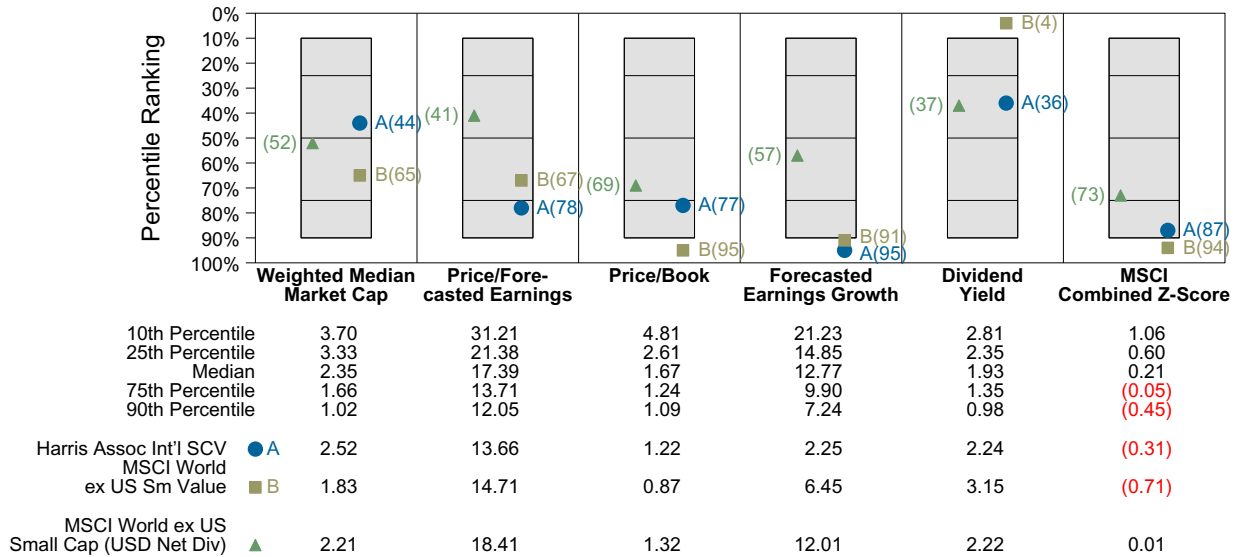 Percentile Ranking
0%
10%
20%
30%
40%
50%
60%
70%
80%
90%
100%
(52)
A(44)
B(65)
(41)
B(67)
A(78)
(69)
A(77)
B(95)
(57)
B(91)
A(95)
B(4)
(37)
A(36)
(73)
A(87)
B(94)
Weighted Median
Market Cap
Price/Fore-
casted Earnings
Price/Book
Forecasted
Earnings Growth
Dividend
Yield
MSCI
Combined Z-Score
10th Percentile 3.70 31.21 4.81 21.23 2.81 1.06
25th Percentile 3.33 21.38 2.61 14.85 2.35 0.60
Median 2.35 17.39 1.67 12.77 1.93 0.21
75th Percentile 1.66 13.71 1.24 9.90 1.35 (0.05)
90th Percentile 1.02 12.05 1.09 7.24 0.98 (0.45)
Harris Assoc Int'l SCV A 2.52 13.66 1.22 2.25 2.24 (0.31)
MSCI World
ex US Sm Value B 1.83 14.71 0.87 6.45 3.15 (0.71)
MSCI World ex US
Small Cap (USD Net Div) 2.21 18.41 1.32 12.01 2.22 0.01